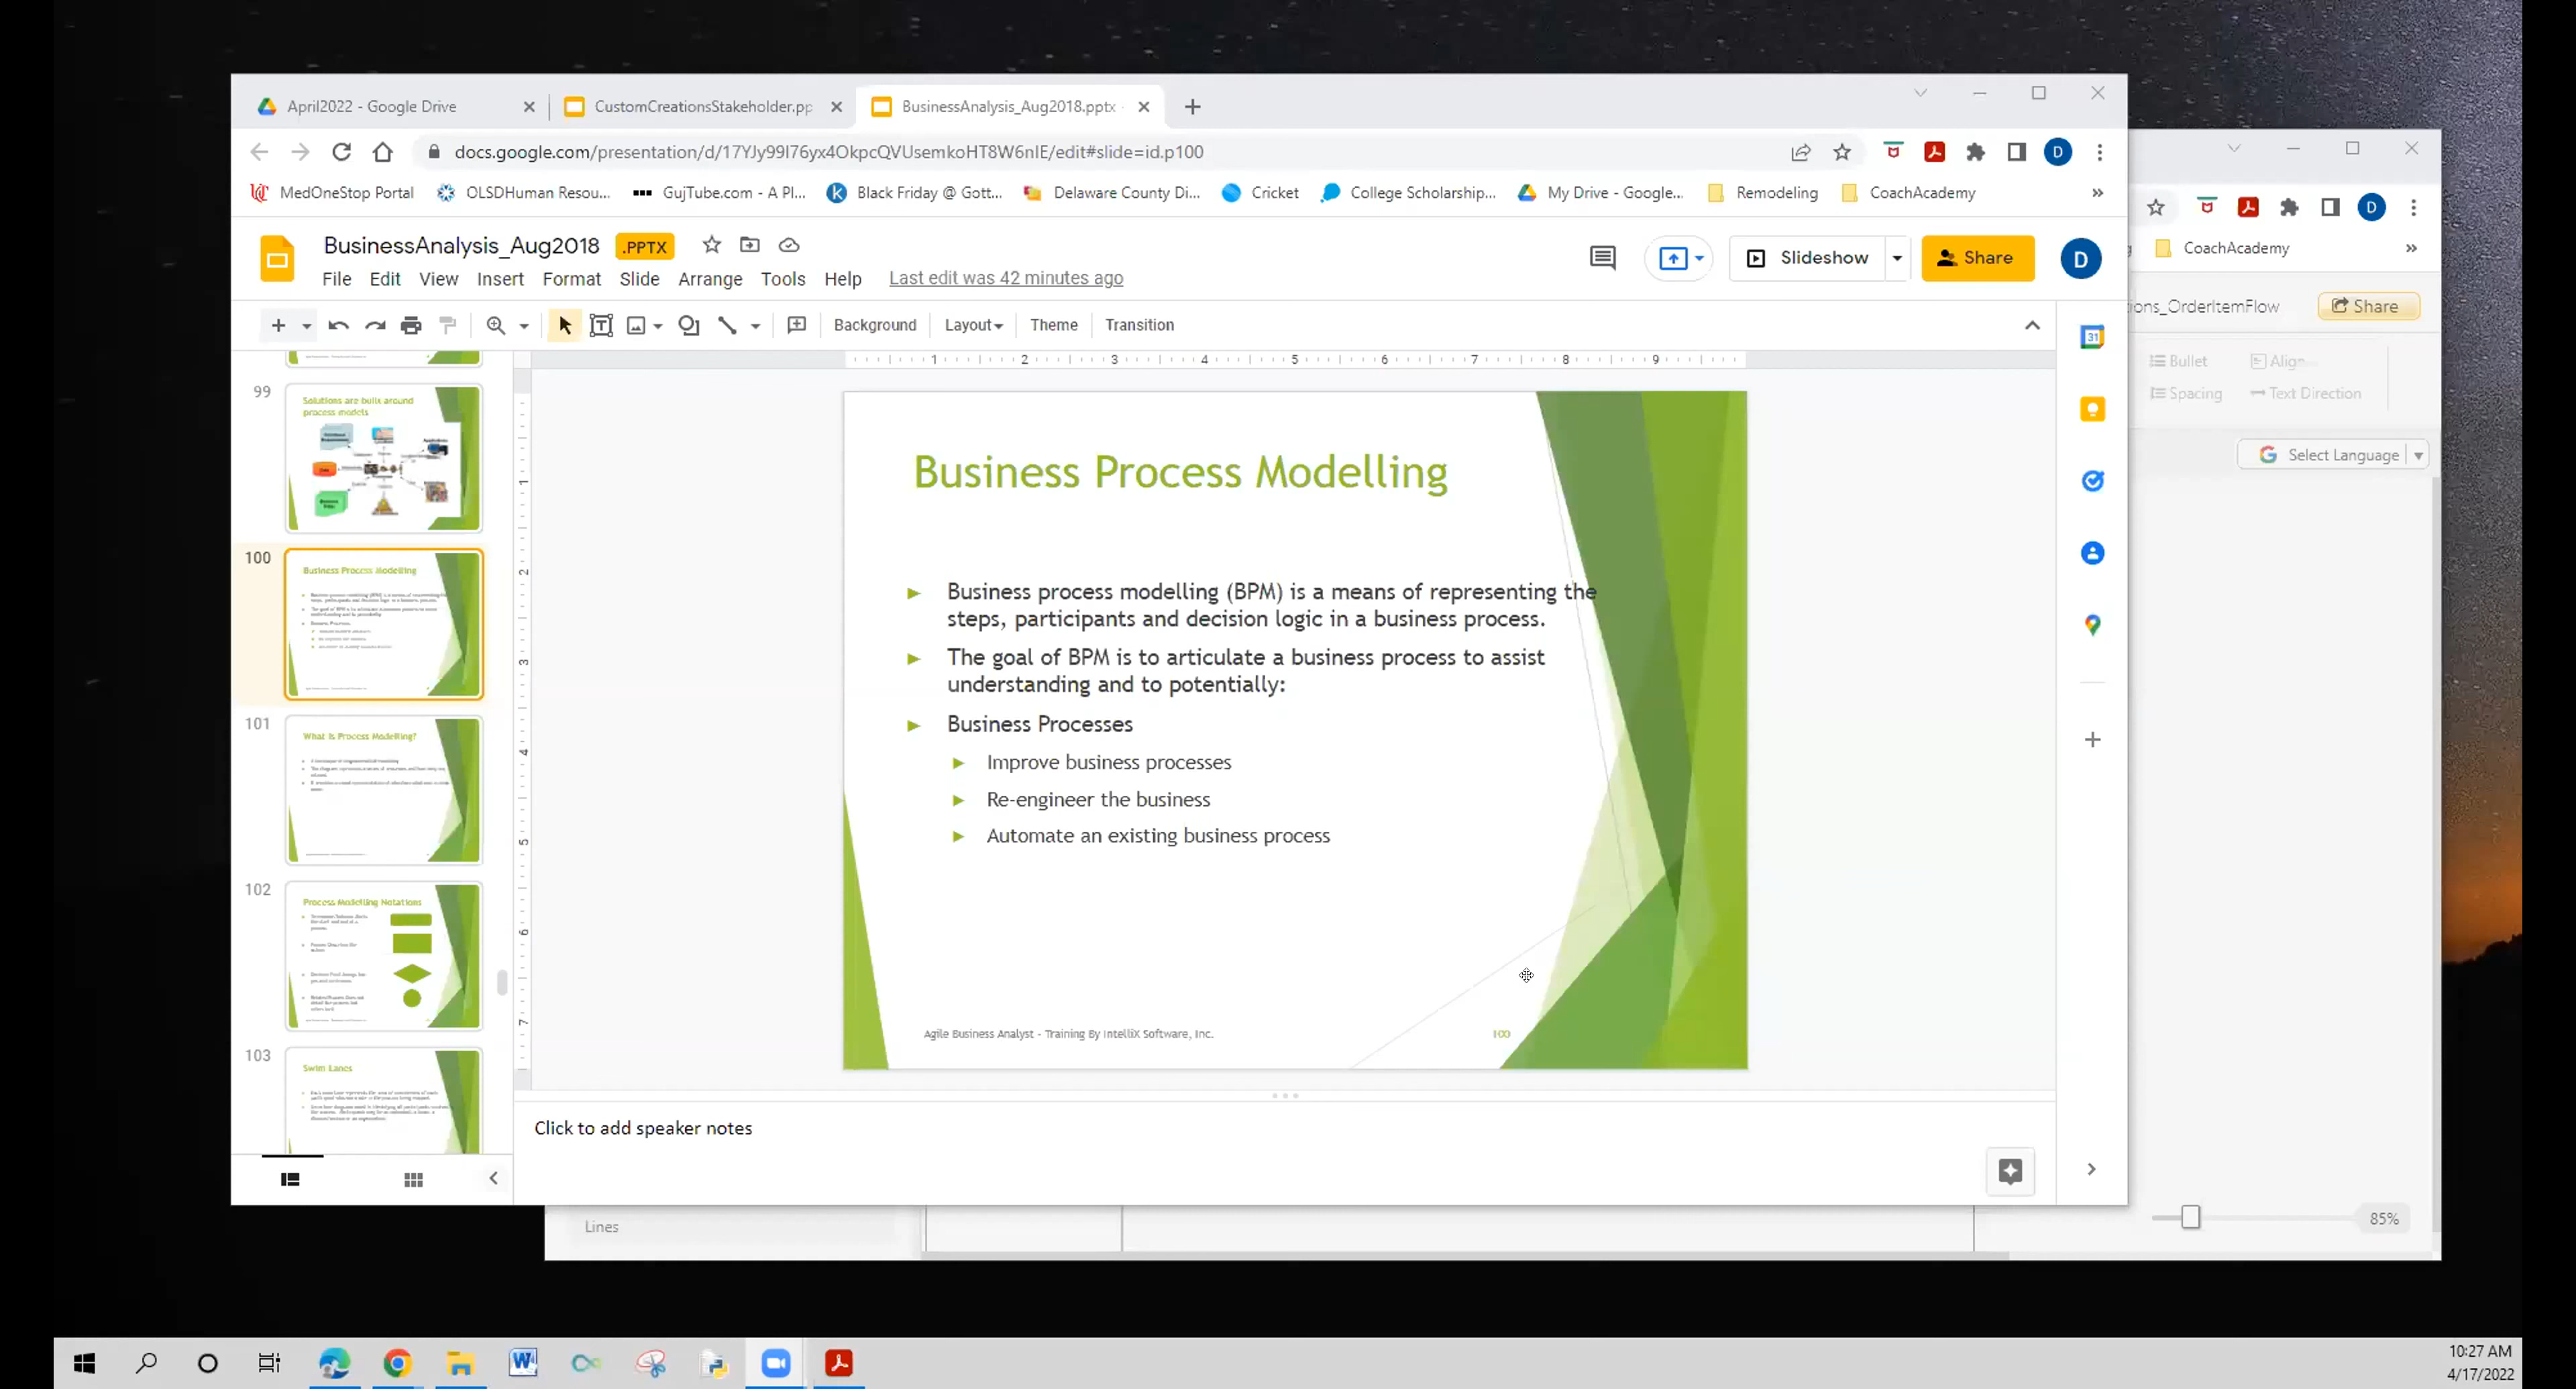 April2022 - Google Drive
CustomCreationsStakeholder.pp
BusinessAnalysis_Aug2018.pptx
docs.google.com/presentation/d/17YJy99I76yx4OkpcQVUsemkoHT8W6nIE/edit#slide=id.p100
MedOneStop Portal
OLSDHuman Resou...
GujTube.com - A Pl...
Black Friday @ Gott...
Delaware County Di...
Cricket
College Scholarship...
My Drive - Google...
Remodeling
CoachAcademy
CoachAcademy
BusinessAnalysis_Aug2018 .PPTX
File Edit View Insert Format Slide Arrange Tools Help Last edit was 42 minutes ago
Slideshow
Share
D
ons_OrderItemFlow
Share
Background Layout Theme Transition
Bullet
Align
Spacing
Text Direction
Select Language
99
Solutions are built around
process models
100
Business Process Modelling
101
What Is Process Modelling?
102
Process Modelling Notations
103
Swim Lanes
Business Process Modelling
Business process modelling (BPM) is a means of representing the
steps, participants and decision logic in a business process.
The goal of BPM is to articulate a business process to assist
understanding and to potentially:
Business Processes
Improve business processes
Re-engineer the business
Automate an existing business process
Agile Business Analyst - Training By IntelliX Software, Inc.
100
Click to add speaker notes
Lines
85%
10:27 AM
4/17/2022